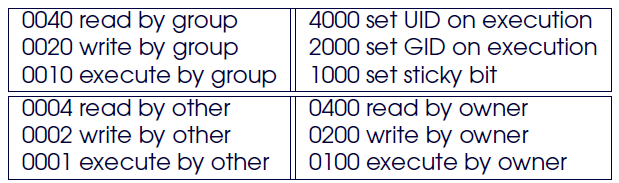 0040 read by group
0020 write by group
0010 execute by group
4000 set UID on execution
2000 set GID on execution
1000 set sticky bit
0004 read by other
0002 write by other
0001 execute by other
0400 read by owner
0200 write by owner
0100 execute by owner